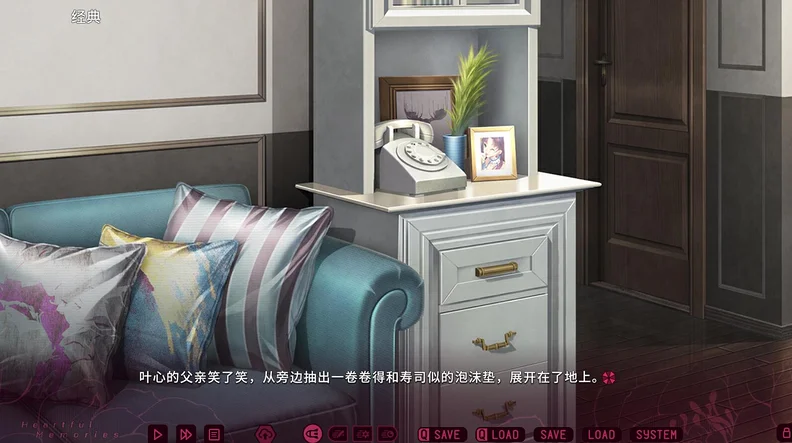 经典
叶心的父亲笑了笑，从旁边抽出一卷卷得和寿司似的泡沫垫，展开在了地上。
Heartful
Memories
Q SAVE
Q LOAD
SAVE
LOAD
SYSTEM